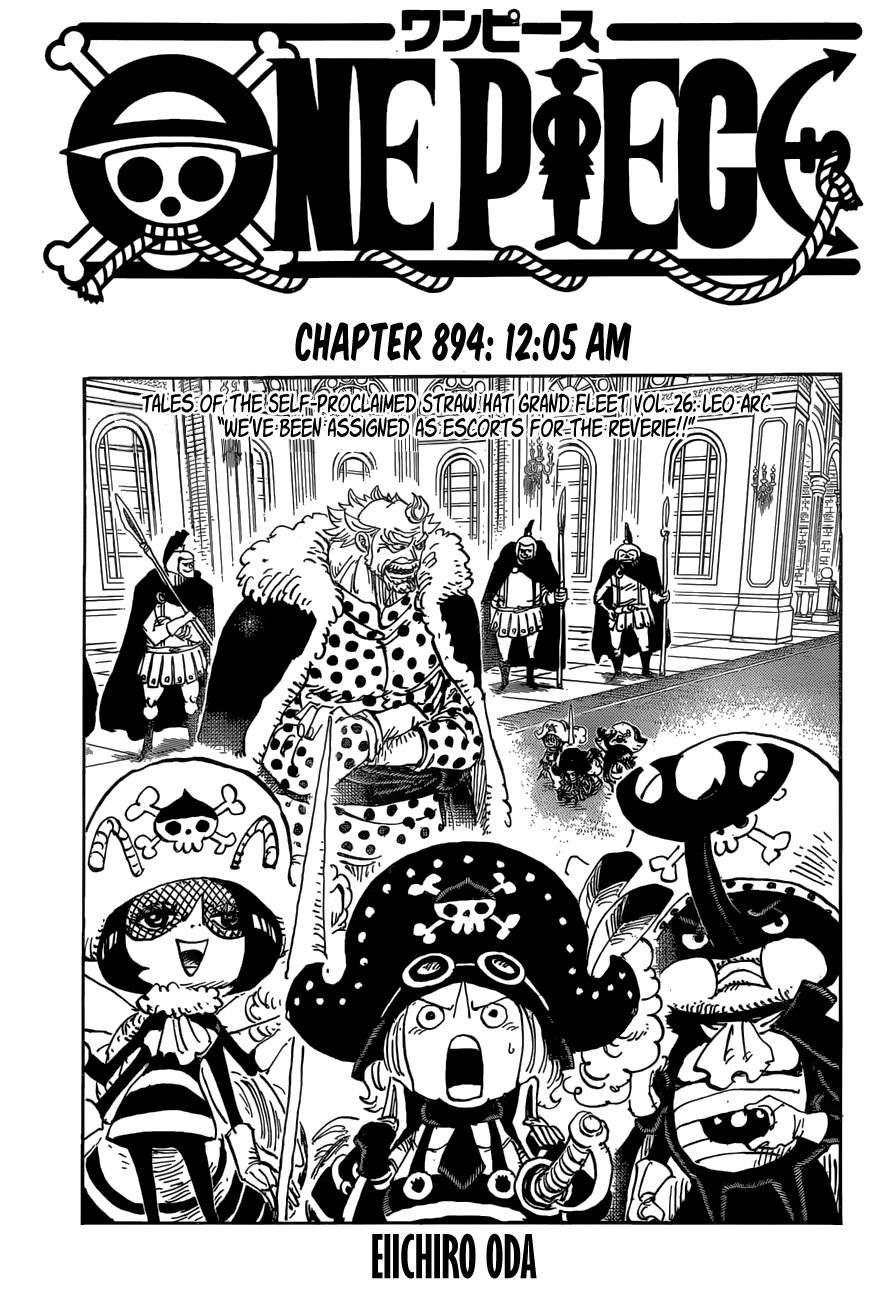 ワンピース
ONE PIECE
CHAPTER 894: 12:05 AM
TALES OF THE SELF-PROCLAIMED STRAW HAT GRAND FLEET VOL. 26: LEO ARC
"WE'VE BEEN ASSIGNED AS ESCORTS FOR THE REVERIE!!"
EIICHIRO ODA